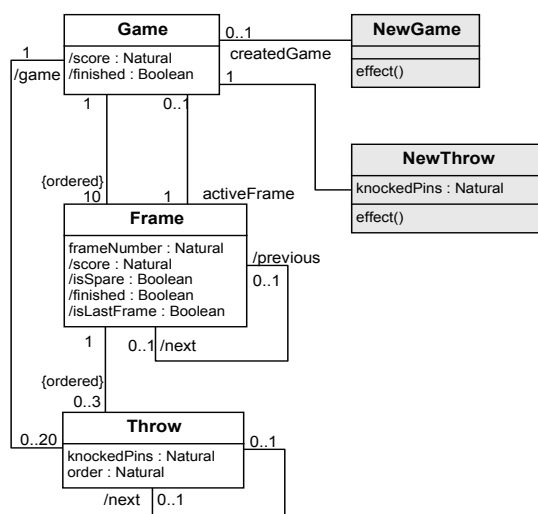 Game
/score : Natural
/finished : Boolean
0..1
createdGame
NewGame
effect()
1
/game
1
1
0..1
NewThrow
knockedPins : Natural
effect()
{ordered}
10
1
activeFrame
Frame
frameNumber : Natural
/score : Natural
/isSpare : Boolean
/finished : Boolean
/isLastFrame : Boolean
/previous
0..1
1
0..1
/next
{ordered}
0..3
0..20
Throw
knockedPins : Natural
order : Natural
0..1
/next
0..1